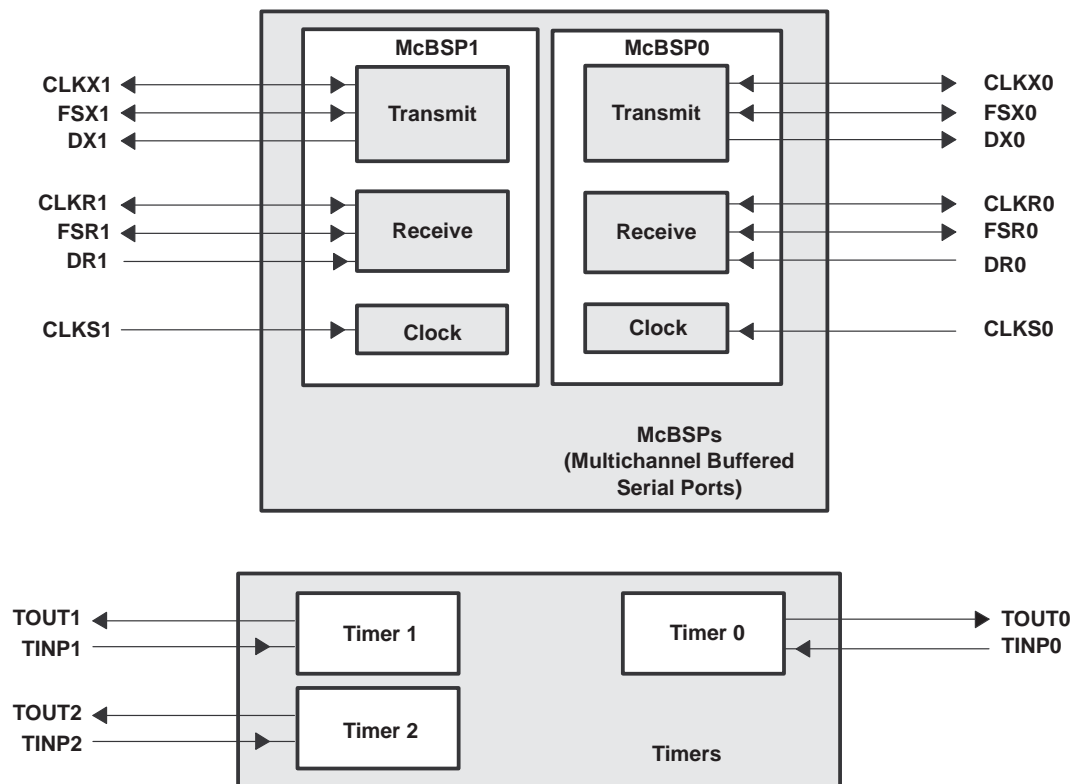 McBSP1
McBSP0
CLKX1
FSX1
DX1
Transmit
Transmit
CLKX0
FSX0
DX0
CLKR1
FSR1
DR1
Receive
Receive
CLKR0
FSR0
DR0
CLKS1
Clock
Clock
CLKS0
McBSPs
(Multichannel Buffered
Serial Ports)
TOUT1
TINP1
Timer 1
Timer 0
TOUT0
TINP0
TOUT2
TINP2
Timer 2
Timers